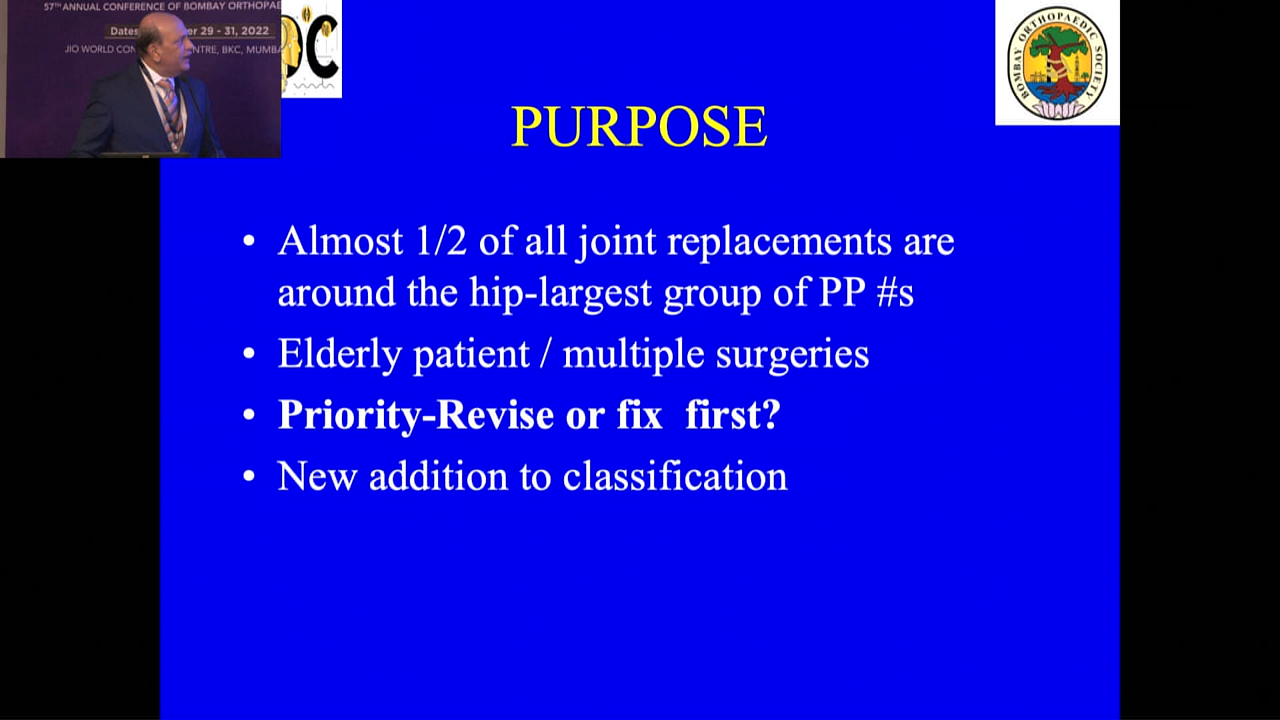 57TH ANNUAL CONFERENCE OF BOMBAY ORTHOPAE
Dates er 29 - 31, 2022
JIO WORLD CON NTRE, BKC, MUMBA
BOMBAY ORTHOPAEDIC SOCIETY
PURPOSE
• Almost 1/2 of all joint replacements are
around the hip-largest group of PP #s
• Elderly patient / multiple surgeries
• Priority-Revise or fix first?
• New addition to classification